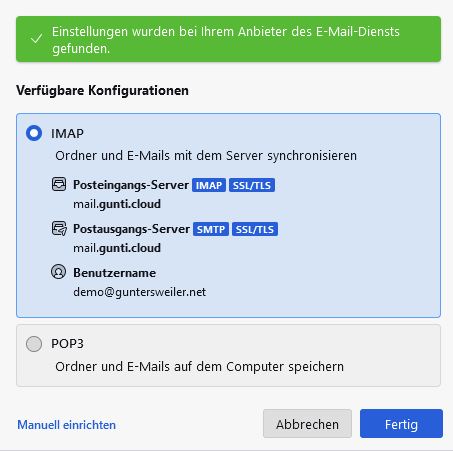 Einstellungen wurden bei Ihrem Anbieter des E-Mail-Diensts
gefunden.
Verfügbare Konfigurationen
IMAP
Ordner und E-Mails mit dem Server synchronisieren
Posteingangs-Server IMAP SSL/TLS
mail.gunti.cloud
Postausgangs-Server SMTP SSL/TLS
mail.gunti.cloud
Benutzername
demo@guntersweiler.net
POP3
Ordner und E-Mails auf dem Computer speichern
Manuell einrichten Abbrechen Fertig